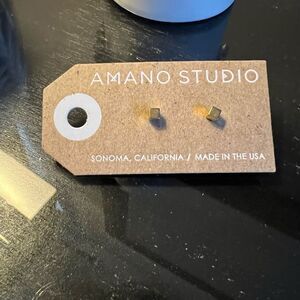 AMANO STUDIO
SONOMA, CALIFORNIA / MADE IN THE USA